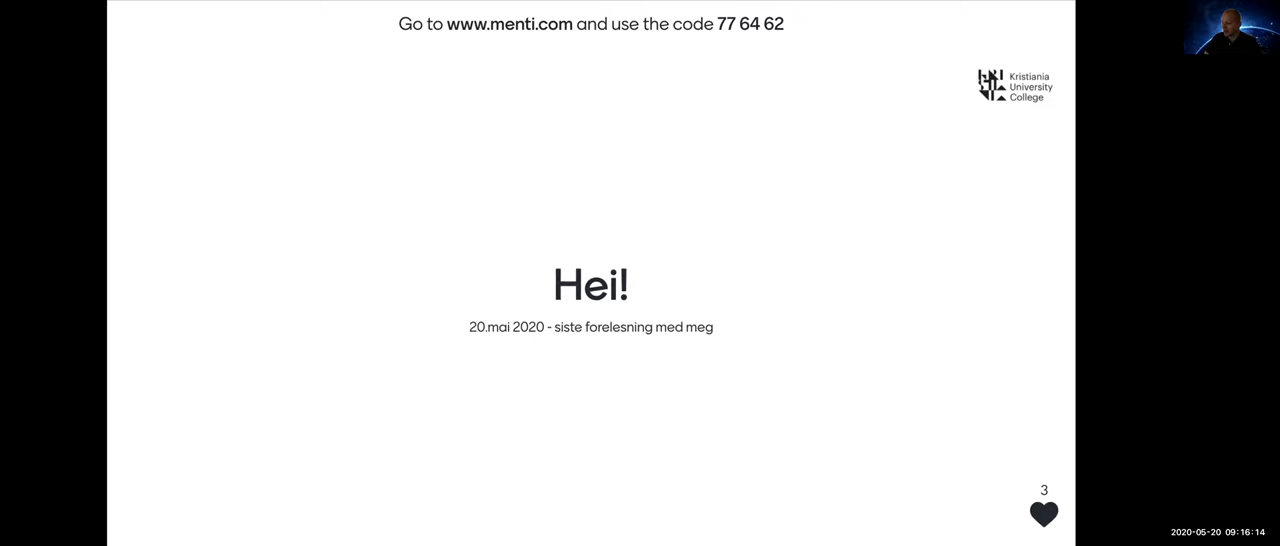 Go to www.menti.com and use the code 77 64 62
Kristiania
University
College
Hei!
20.mai 2020 - siste forelesning med meg
3
2020-05-20 09:16:14